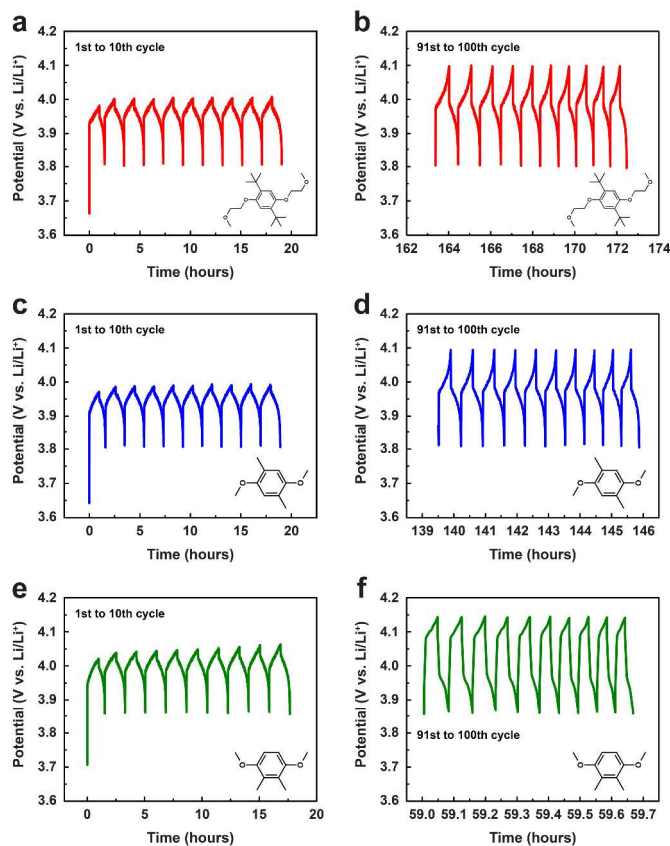 a
1st to 10th cycle
Potential (V vs. Li/Li⁺)
4.2
4.1
4.0
3.9
3.8
3.7
3.6
0 5 10 15 20
Time (hours)
O
O
O
O
b
91st to 100th cycle
Potential (V vs. Li/Li⁺)
4.2
4.1
4.0
3.9
3.8
3.7
3.6
162 164 166 168 170 172 174
Time (hours)
O
O
O
O
c
1st to 10th cycle
Potential (V vs. Li/Li⁺)
4.2
4.1
4.0
3.9
3.8
3.7
3.6
0 5 10 15 20
Time (hours)
O
O
d
91st to 100th cycle
Potential (V vs. Li/Li⁺)
4.2
4.1
4.0
3.9
3.8
3.7
3.6
139 140 141 142 143 144 145 146
Time (hours)
O
O
e
1st to 10th cycle
Potential (V vs. Li/Li⁺)
4.2
4.1
4.0
3.9
3.8
3.7
3.6
0 5 10 15 20
Time (hours)
O
O
f
91st to 100th cycle
Potential (V vs. Li/Li⁺)
4.2
4.1
4.0
3.9
3.8
3.7
3.6
59.0 59.1 59.2 59.3 59.4 59.5 59.6 59.7
Time (hours)
O
O